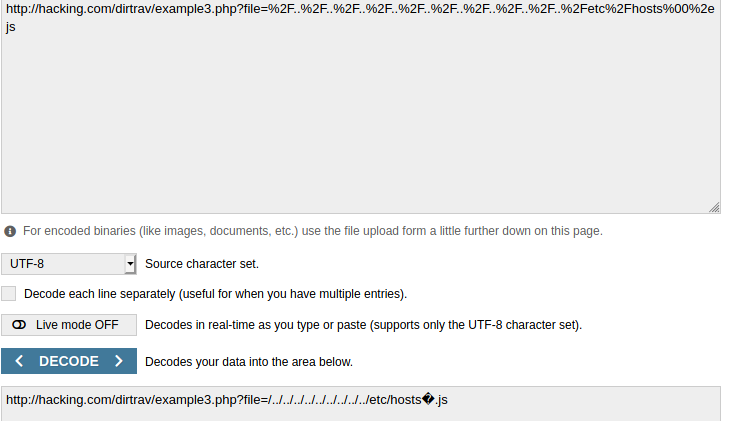 http://hacking.com/dirtrav/example3.php?file=%2F..%2F..%2F..%2F..%2F..%2F..%2F..%2F..%2F..%2Fetc%2Fhosts%00%2e
js
For encoded binaries (like images, documents, etc.) use the file upload form a little further down on this page.
UTF-8 Source character set.
Decode each line separately (useful for when you have multiple entries).
Live mode OFF Decodes in real-time as you type or paste (supports only the UTF-8 character set).
< DECODE > Decodes your data into the area below.
http://hacking.com/dirtrav/example3.php?file=/../../../../../../../../../etc/hosts�.js